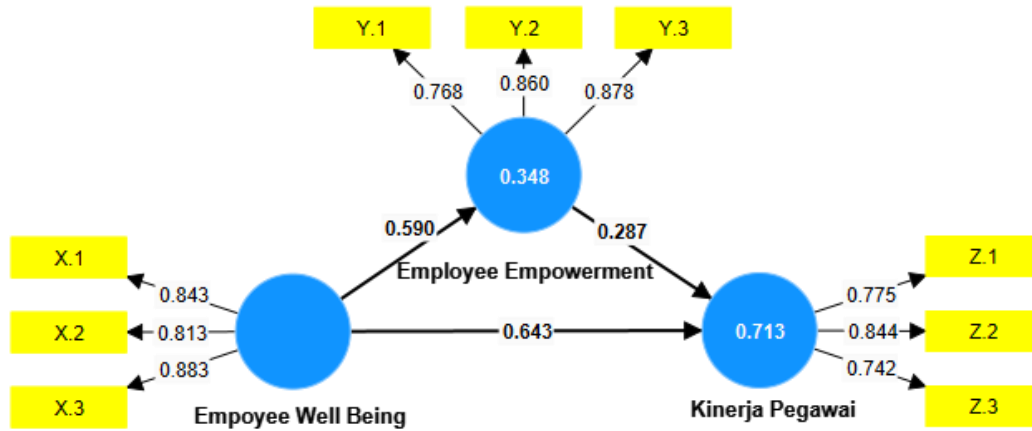 Y.1
Y.2
Y.3
0.768
0.860
0.878
0.348
0.590
0.287
Employee Empowerment
X.1
X.2
X.3
0.843
0.813
0.883
0.643
Empoyee Well Being
0.713
Kinerja Pegawai
0.775
0.844
0.742
Z.1
Z.2
Z.3